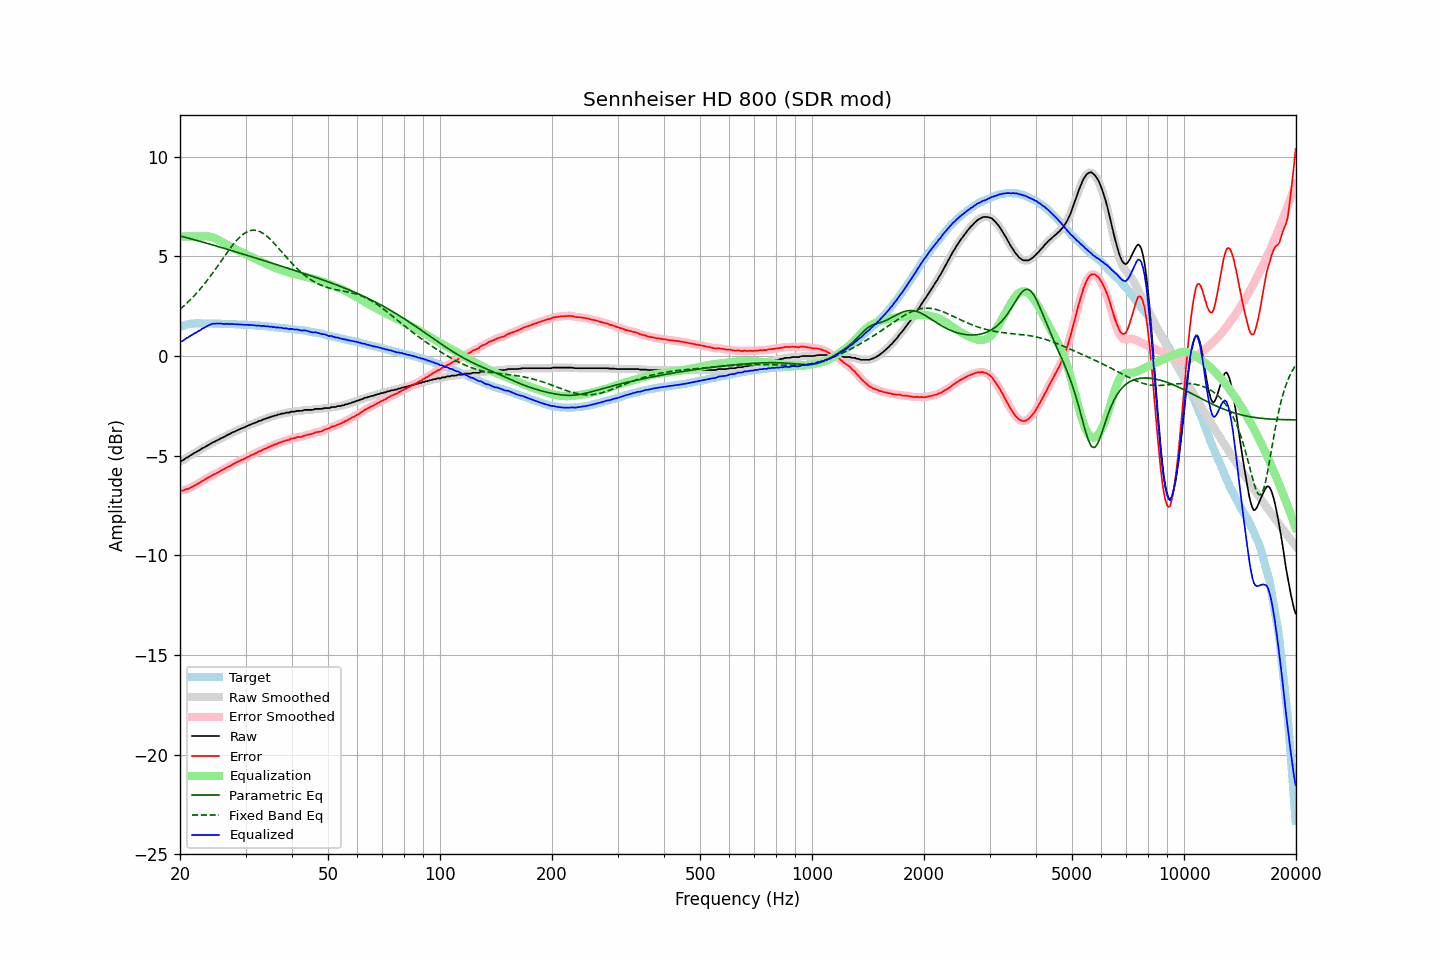 Sennheiser HD 800 (SDR mod)
Amplitude (dBr)
10
5
0
−5
−10
−15
−20
−25
Target
Raw Smoothed
Error Smoothed
Raw
Error
Equalization
Parametric Eq
Fixed Band Eq
Equalized
20 50 100 200 500 1000 2000 5000 10000 20000
Frequency (Hz)